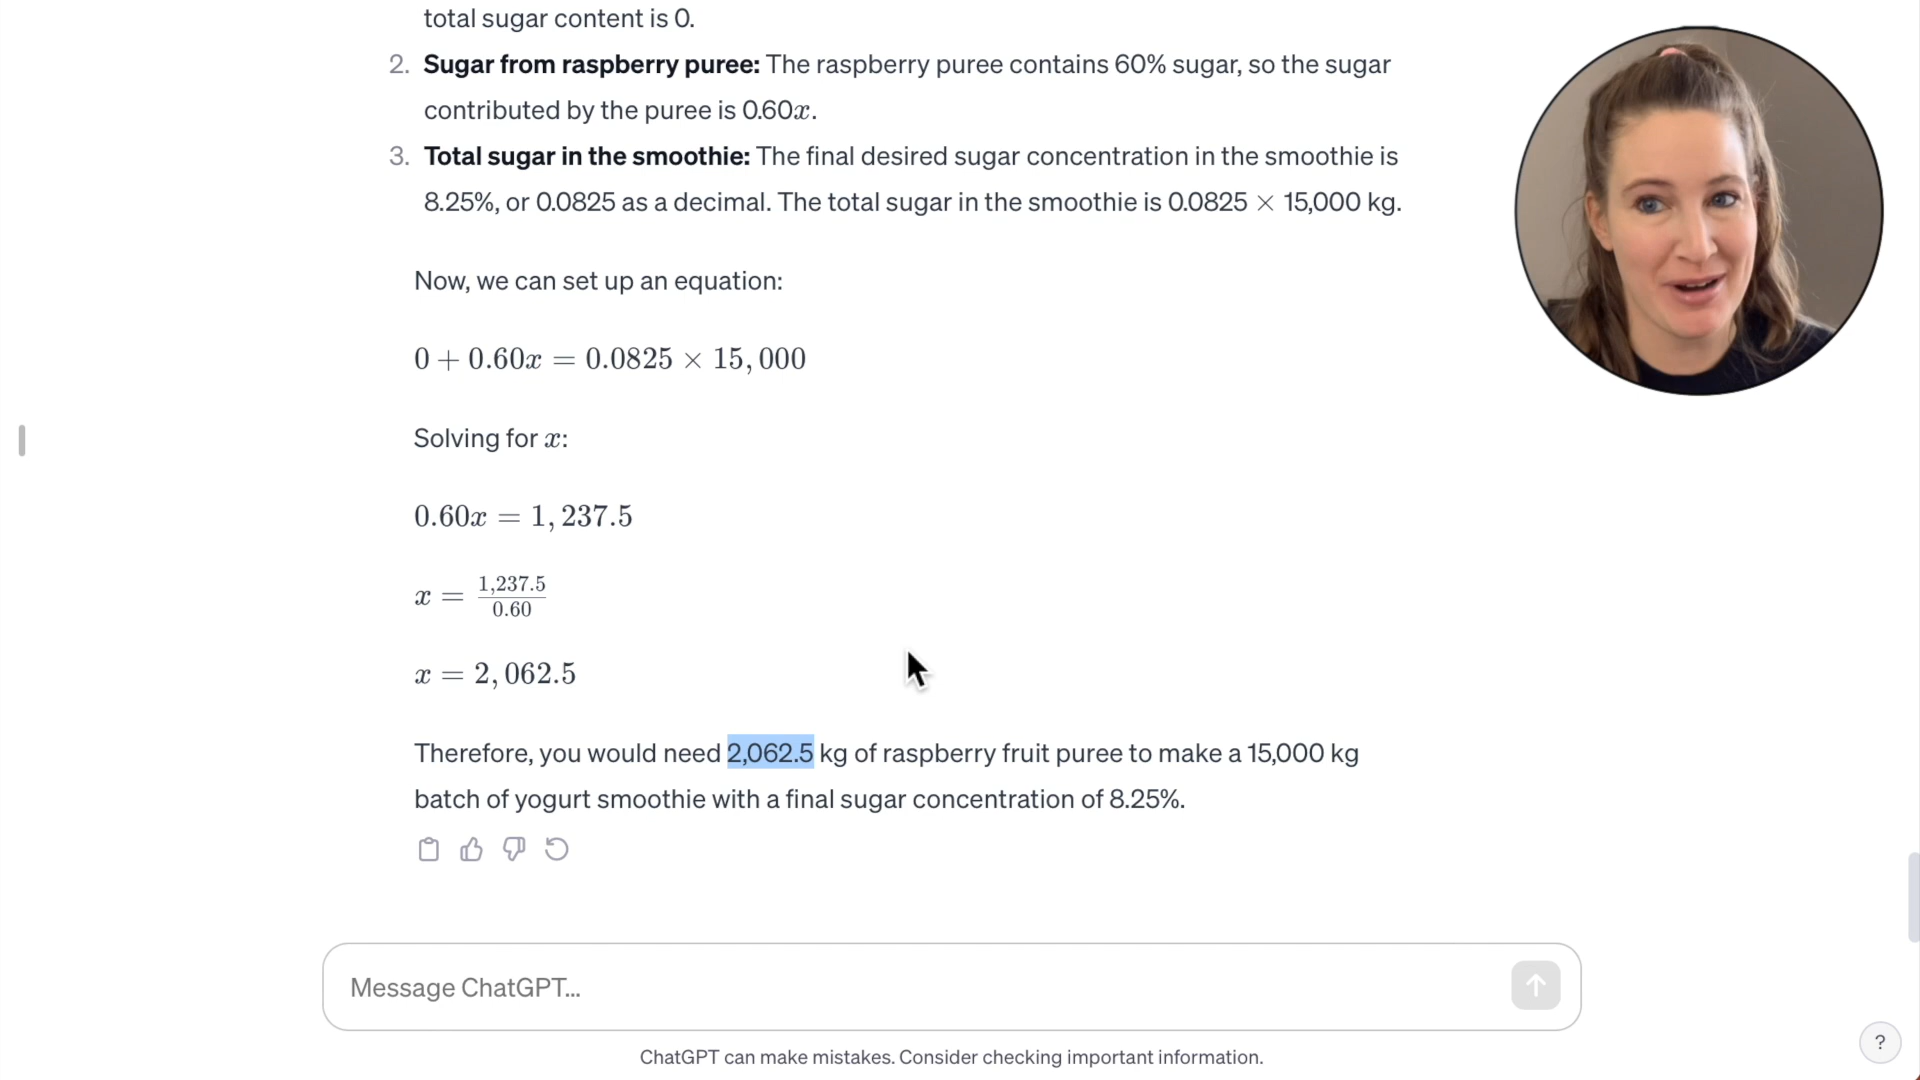 total sugar content is 0.
2. Sugar from raspberry puree: The raspberry puree contains 60% sugar, so the sugar
contributed by the puree is 0.60x.
3. Total sugar in the smoothie: The final desired sugar concentration in the smoothie is
8.25%, or 0.0825 as a decimal. The total sugar in the smoothie is 0.0825 × 15,000 kg.
Now, we can set up an equation:
0 + 0.60x = 0.0825 × 15, 000
Solving for x:
0.60x = 1, 237.5
x = 1,237.5 / 0.60
x = 2, 062.5
Therefore, you would need 2,062.5 kg of raspberry fruit puree to make a 15,000 kg
batch of yogurt smoothie with a final sugar concentration of 8.25%.
Message ChatGPT...
ChatGPT can make mistakes. Consider checking important information.
?